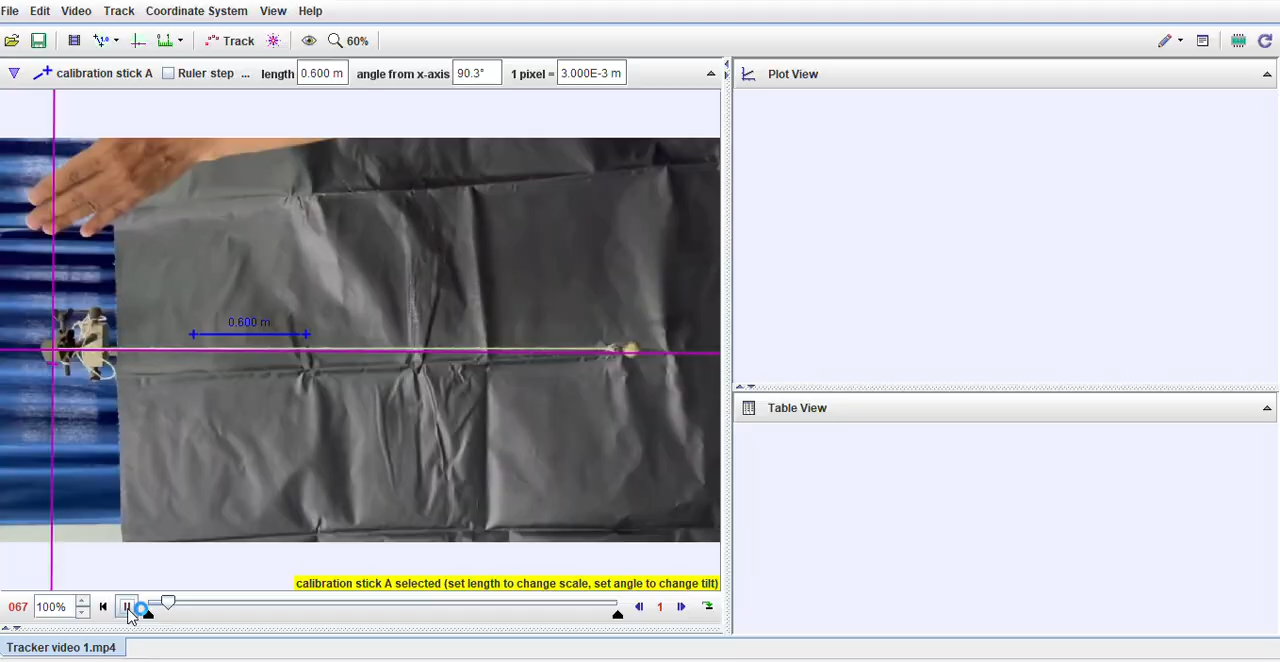 File Edit Video Track Coordinate System View Help
Track 60%
calibration stick A Ruler step ... length 0.600 m angle from x-axis 90.3° 1 pixel = 3.000E-3 m
Plot View
0.600 m
Table View
calibration stick A selected (set length to change scale, set angle to change tilt)
067 100% 1
Tracker video 1.mp4